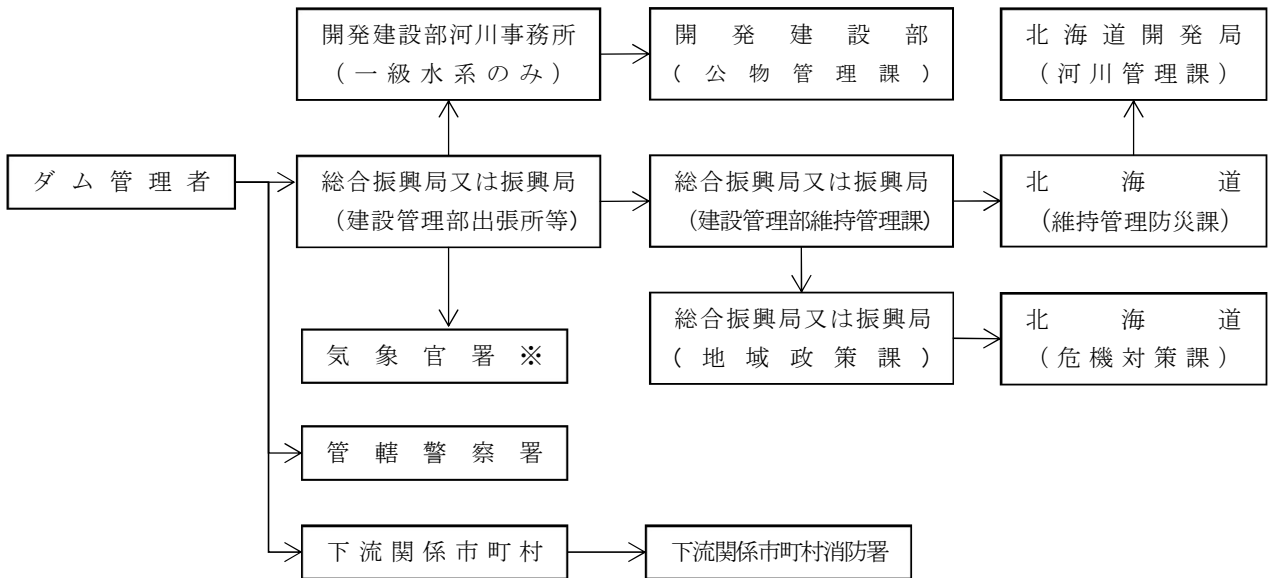 開発建設部河川事務所
（一級水系のみ）
開発建設部
（公物管理課）
北海道開発局
（河川管理課）
ダム管理者
総合振興局又は振興局
（建設管理部出張所等）
総合振興局又は振興局
（建設管理部維持管理課）
北海道
（維持管理防災課）
気象官署※
総合振興局又は振興局
（地域政策課）
北海道
（危機対策課）
管轄警察署
下流関係市町村
下流関係市町村消防署